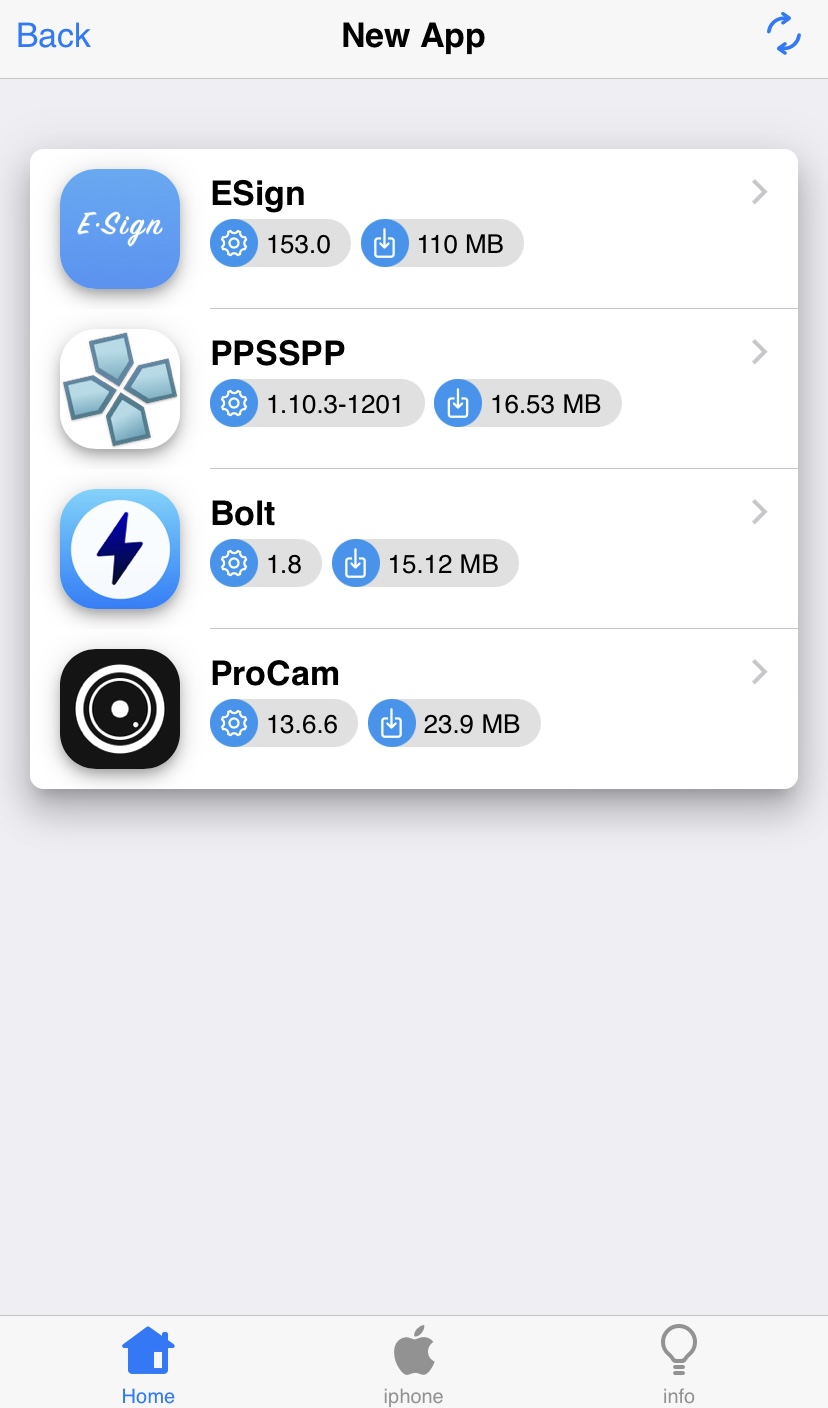 Back
New App
E·Sign
ESign
153.0
110 MB
PPSSPP
1.10.3-1201
16.53 MB
Bolt
1.8
15.12 MB
ProCam
13.6.6
23.9 MB
Home
iphone
info